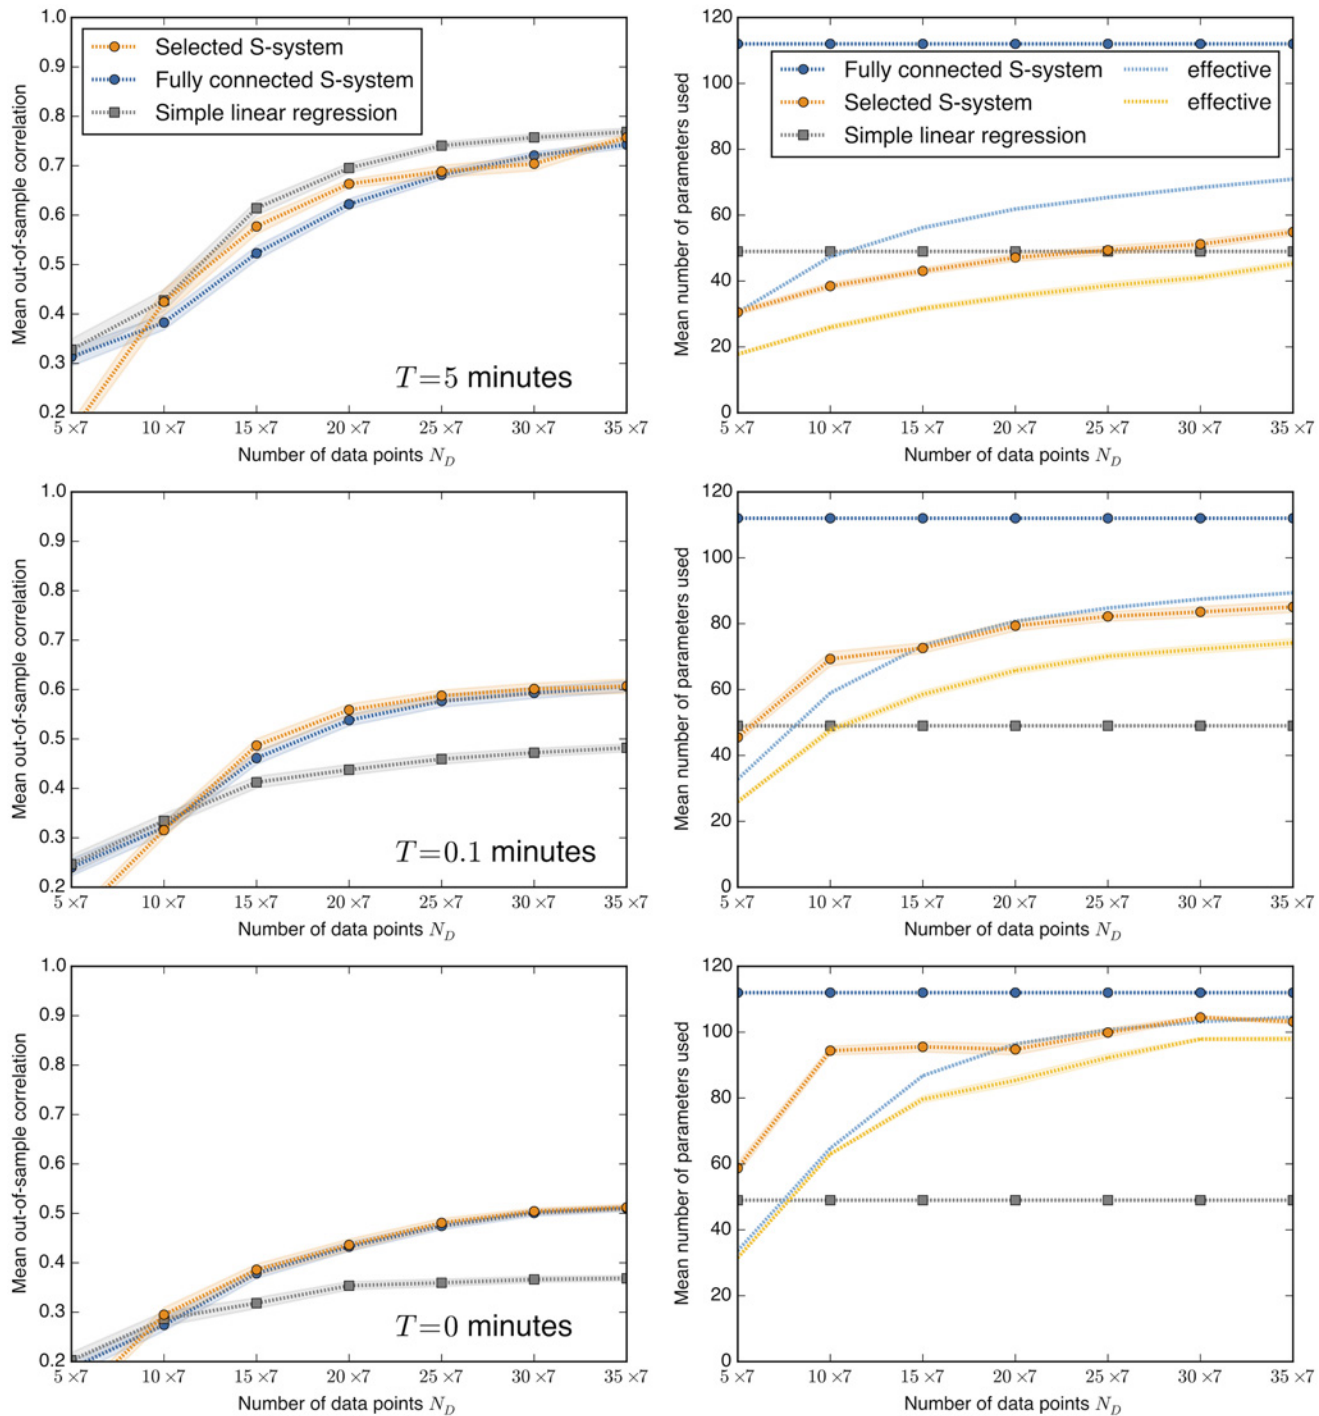 Mean out-of-sample correlation
1.0
0.9
0.8
0.7
0.6
0.5
0.4
0.3
0.2
Selected S-system
Fully connected S-system
Simple linear regression
T=5 minutes
5×7 10×7 15×7 20×7 25×7 30×7 35×7
Number of data points N_D
Mean number of parameters used
120
100
80
60
40
20
0
Fully connected S-system effective
Selected S-system effective
Simple linear regression
5×7 10×7 15×7 20×7 25×7 30×7 35×7
Number of data points N_D
Mean out-of-sample correlation
1.0
0.9
0.8
0.7
0.6
0.5
0.4
0.3
0.2
T=0.1 minutes
5×7 10×7 15×7 20×7 25×7 30×7 35×7
Number of data points N_D
Mean number of parameters used
120
100
80
60
40
20
0
5×7 10×7 15×7 20×7 25×7 30×7 35×7
Number of data points N_D
Mean out-of-sample correlation
1.0
0.9
0.8
0.7
0.6
0.5
0.4
0.3
0.2
T=0 minutes
5×7 10×7 15×7 20×7 25×7 30×7 35×7
Number of data points N_D
Mean number of parameters used
120
100
80
60
40
20
0
5×7 10×7 15×7 20×7 25×7 30×7 35×7
Number of data points N_D